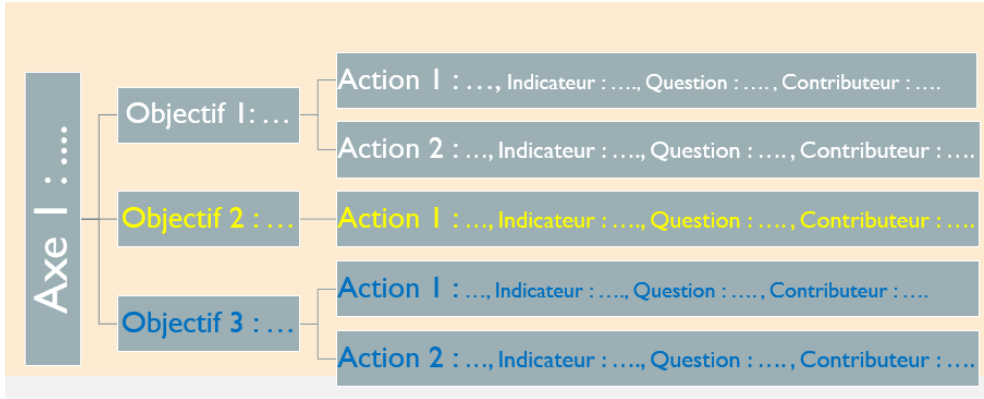 Axe 1 : ....
Objectif 1: …
Action 1 : …, Indicateur : …., Question : …. , Contributeur : ….
Action 2 : …, Indicateur : …., Question : …. , Contributeur : ….
Objectif 2 : …
Action 1 : …, Indicateur : …., Question : …. , Contributeur : ….
Objectif 3 : …
Action 1 : …, Indicateur : …., Question : …. , Contributeur : ….
Action 2 : …, Indicateur : …., Question : …. , Contributeur : ….